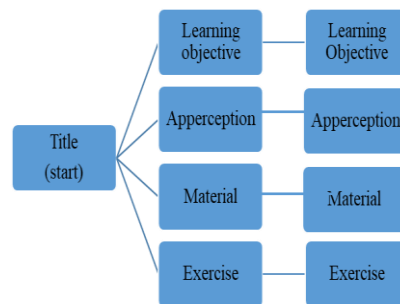 Learning
objective
Learning
Objective
Apperception
Apperception
Title
(start)
Material
Material
Exercise
Exercise